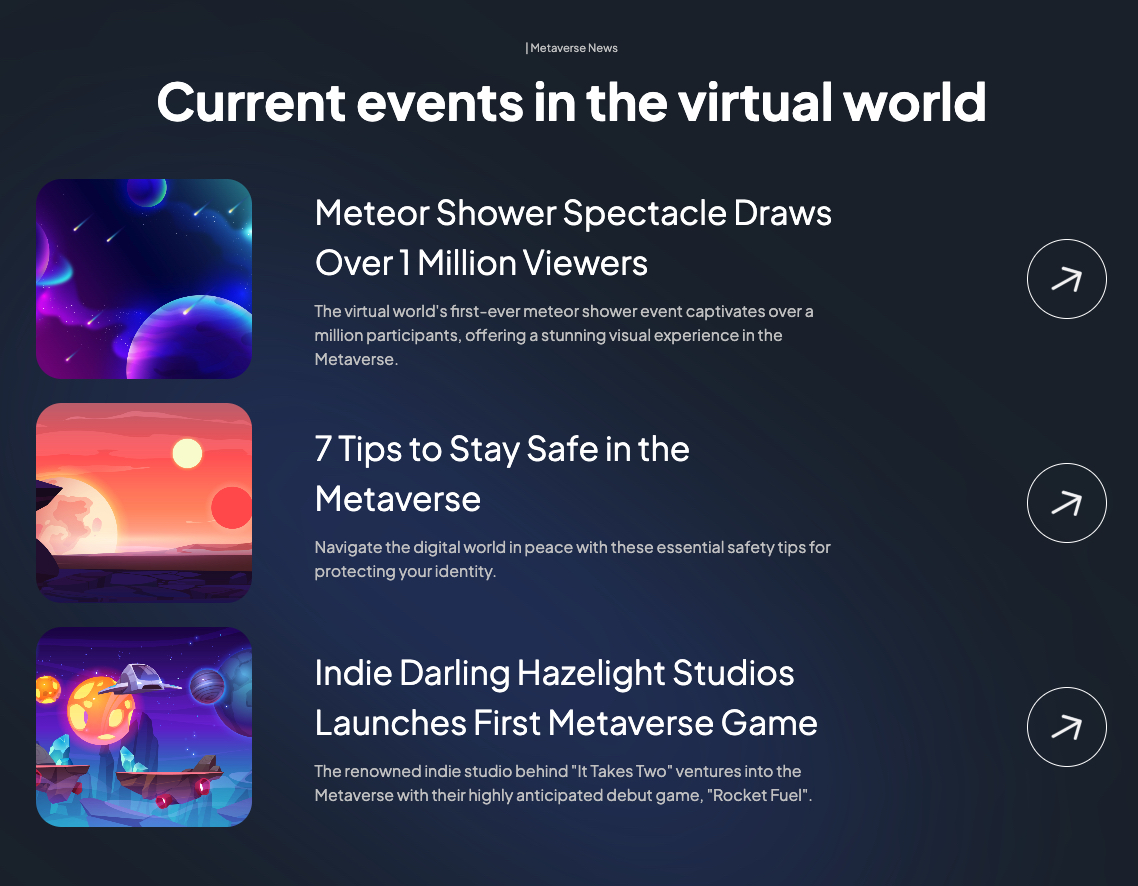 | Metaverse News
Current events in the virtual world
Meteor Shower Spectacle Draws
Over 1 Million Viewers
The virtual world's first-ever meteor shower event captivates over a
million participants, offering a stunning visual experience in the
Metaverse.
7 Tips to Stay Safe in the
Metaverse
Navigate the digital world in peace with these essential safety tips for
protecting your identity.
Indie Darling Hazelight Studios
Launches First Metaverse Game
The renowned indie studio behind "It Takes Two" ventures into the
Metaverse with their highly anticipated debut game, "Rocket Fuel".